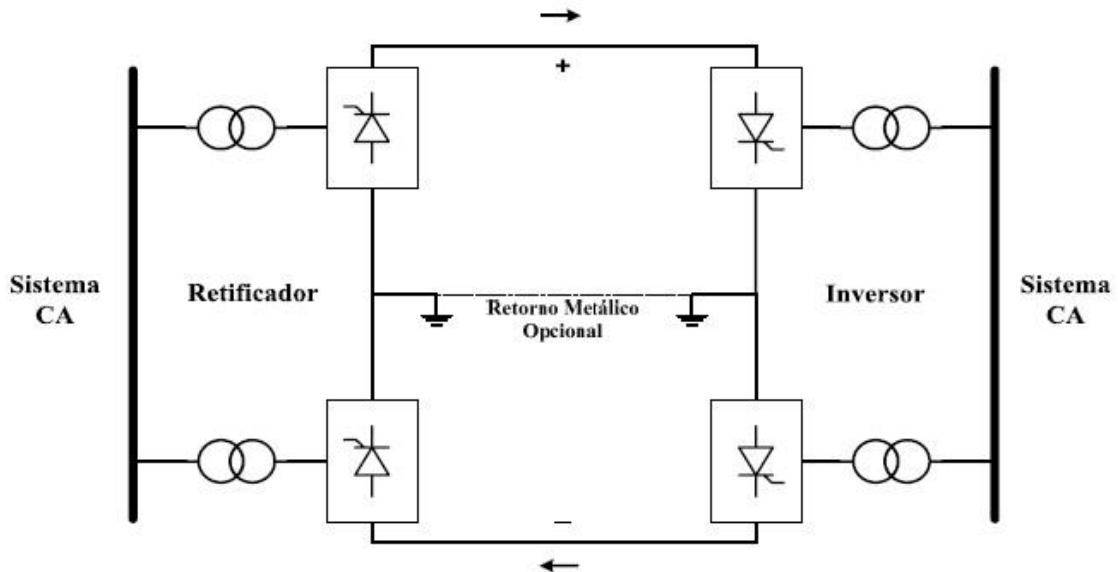 +
Sistema
CA
Retificador
Retorno Metálico
Opcional
Inversor
Sistema
CA
–